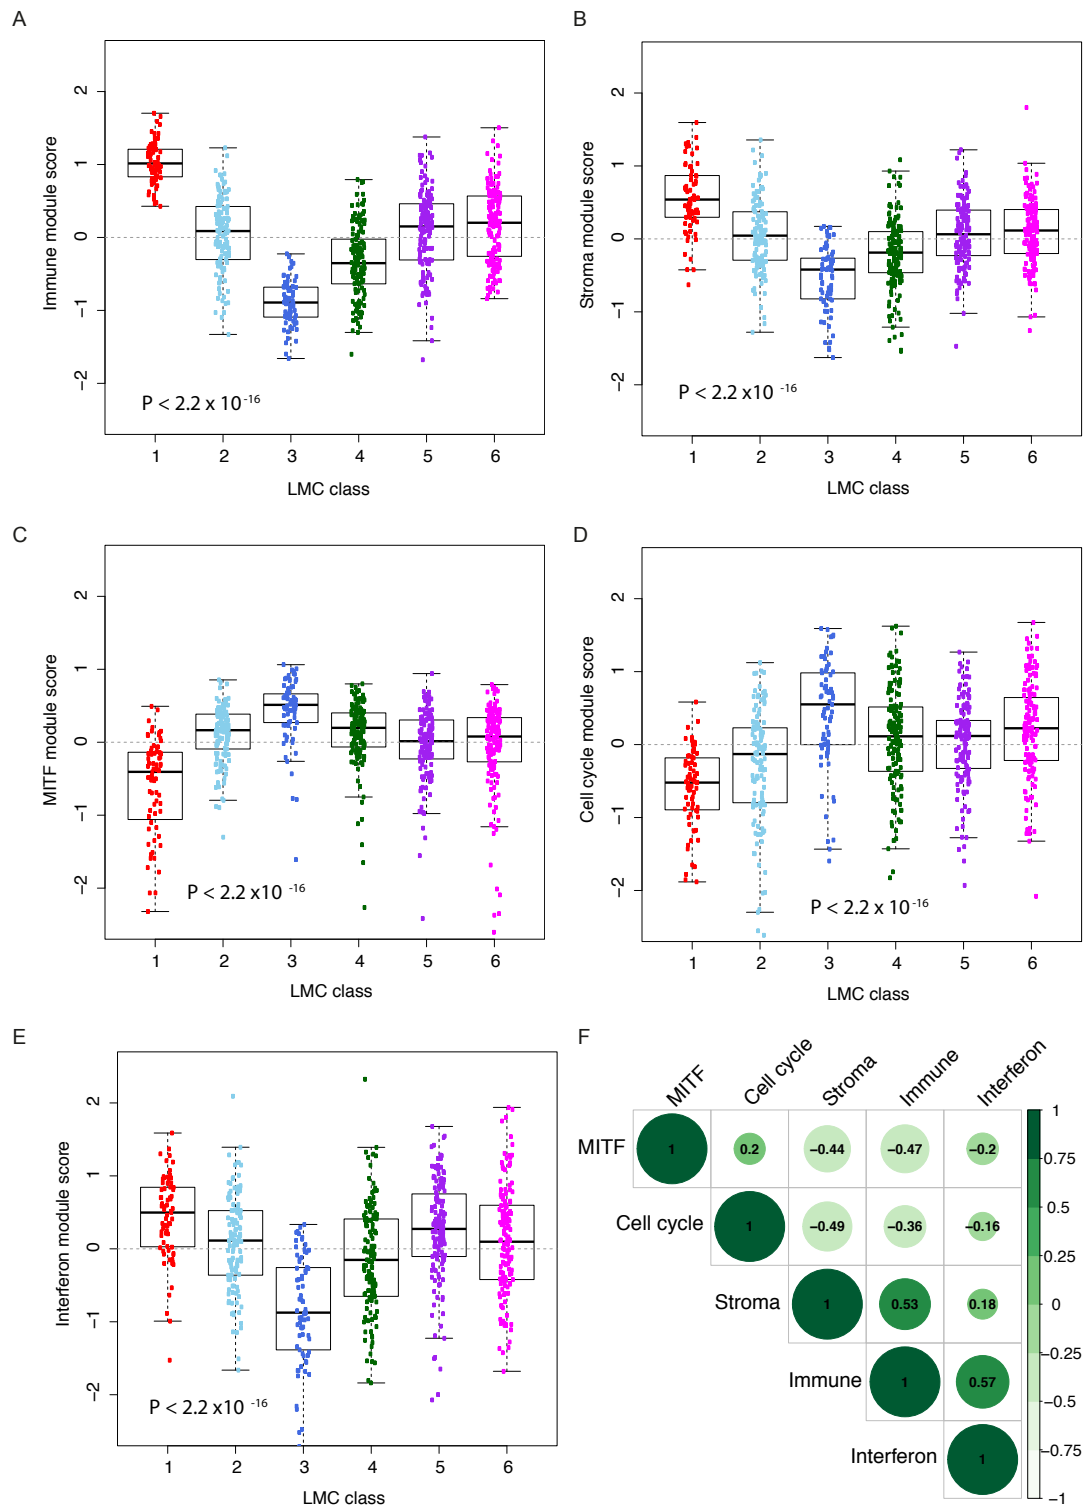 A
Immune module score
2
1
0
−1
−2
P < 2.2 x 10 -16
1 2 3 4 5 6
LMC class
B
Stroma module score
2
1
0
−1
−2
P < 2.2 x10 -16
1 2 3 4 5 6
LMC class
C
MITF module score
2
1
0
−1
−2
P < 2.2 x10 -16
1 2 3 4 5 6
LMC class
D
Cell cycle module score
2
1
0
−1
−2
P < 2.2 x 10 -16
1 2 3 4 5 6
LMC class
E
Interferon module score
2
1
0
−1
−2
P < 2.2 x10 -16
1 2 3 4 5 6
LMC class
F
MITF Cell cycle Stroma Immune Interferon
MITF 1 0.2 −0.44 −0.47 −0.2
Cell cycle 1 −0.49 −0.36 −0.16
Stroma 1 0.53 0.18
Immune 1 0.57
Interferon 1
1
0.75
0.5
0.25
0
−0.25
−0.5
−0.75
−1